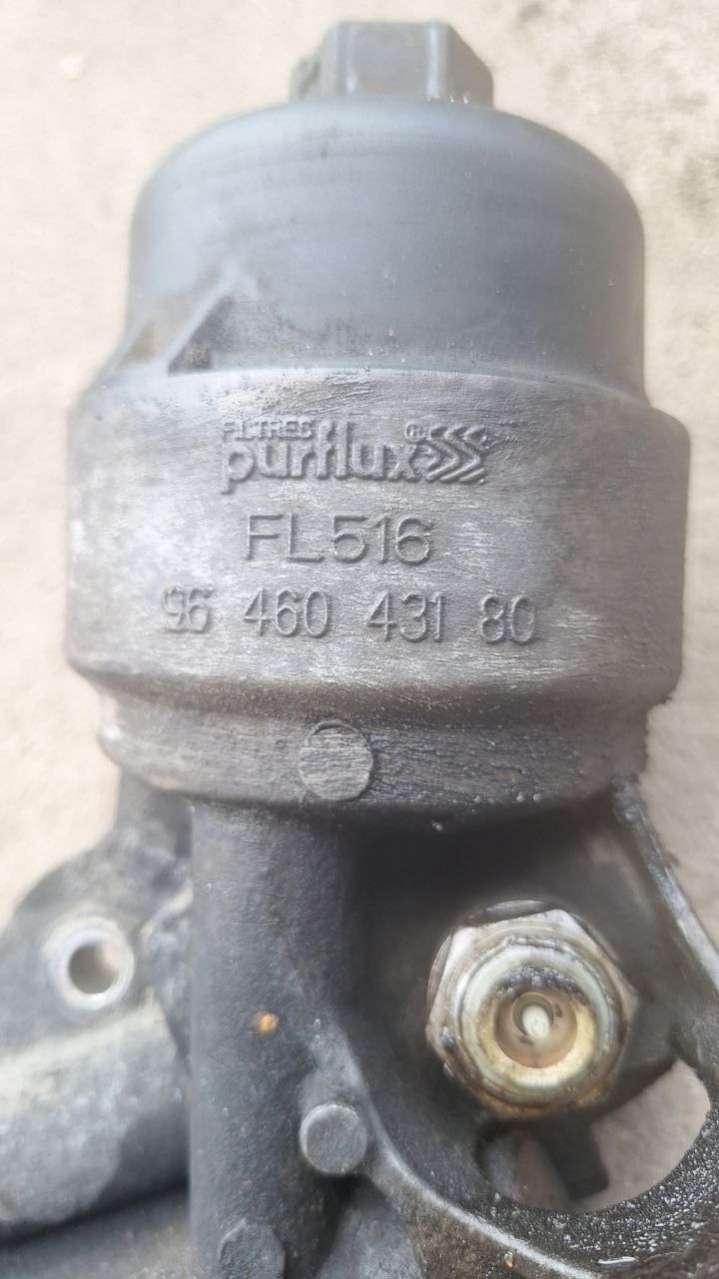 FILTRES
purflux®
FL516
96 460 431 80